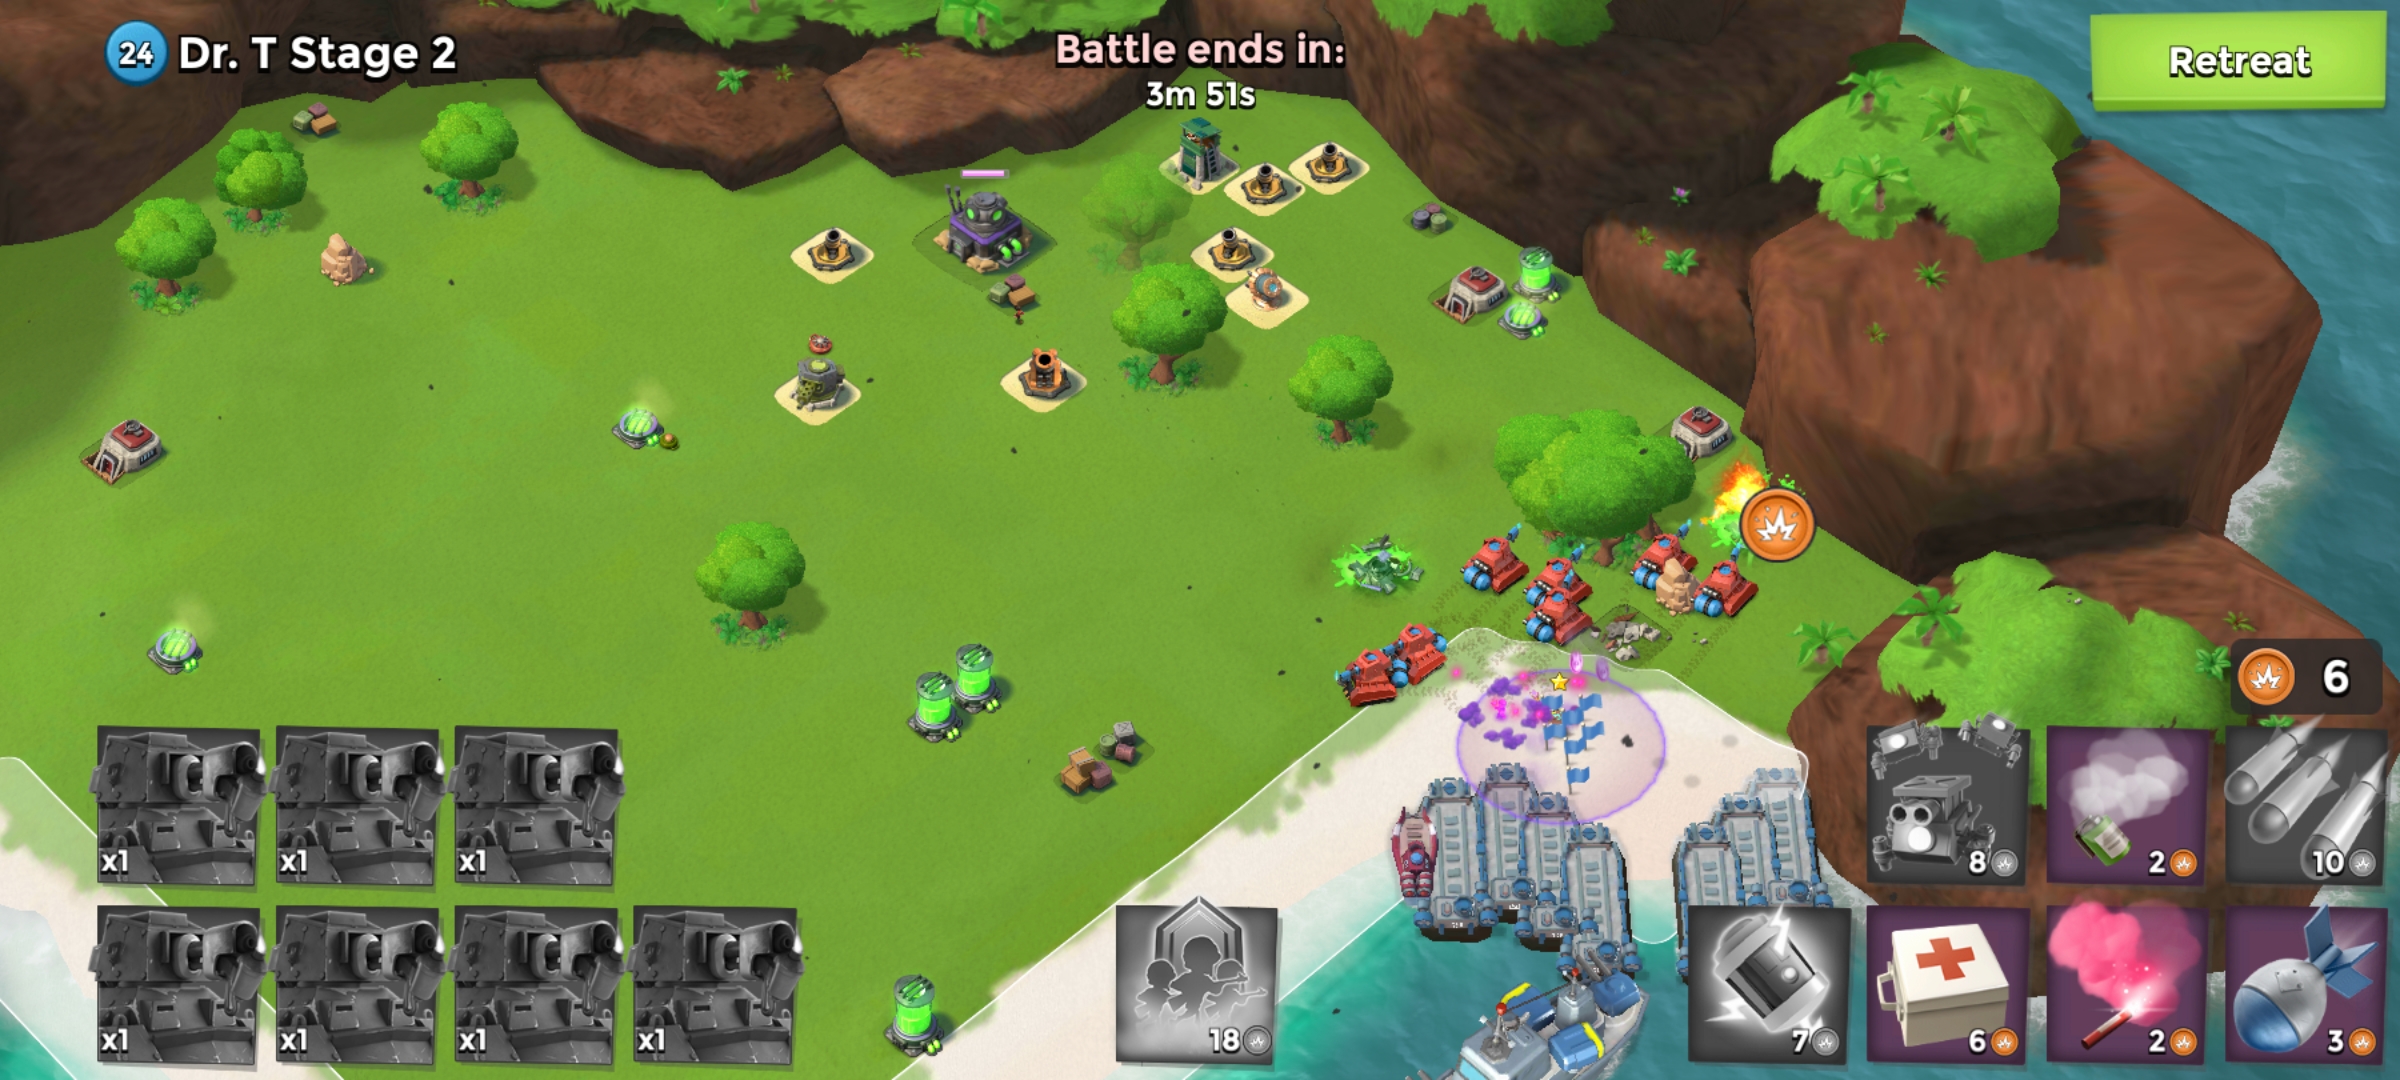 24 Dr. T Stage 2
Battle ends in:
3m 51s
Retreat
6
x1 x1 x1
8 2 10
x1 x1 x1 x1
18 7 6 2 3